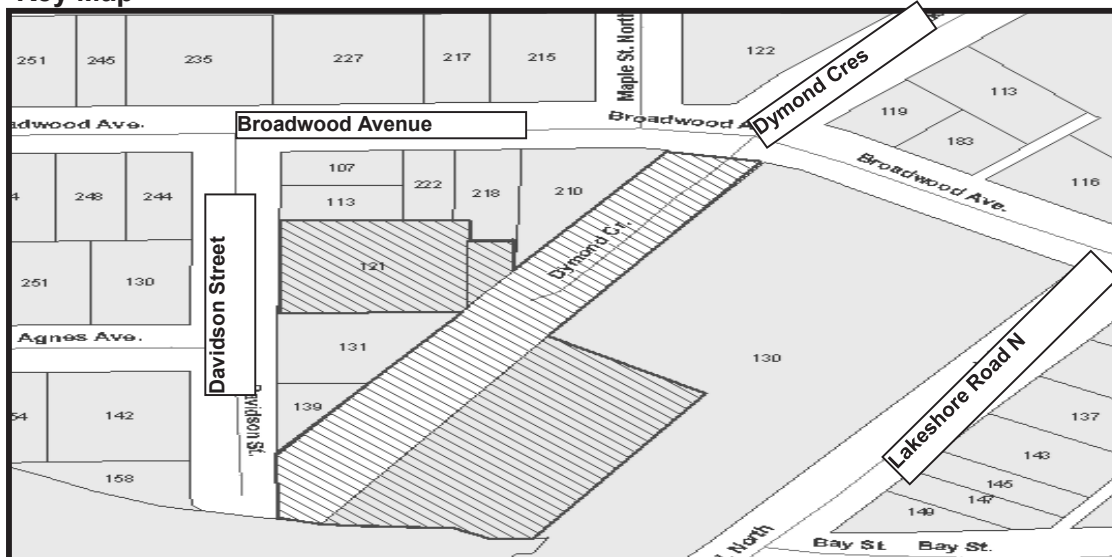 Key Map
251 245 235 227 217 215
Maple St. North
122
Dymond Cres
113
119
183
116
adwood Ave.
Broadwood Avenue
Broadwood A
Broadwood Ave.
248 244
107
113
222 218 210
121
Dymond Cr.
Davidson Street
251 130
Agnes Ave.
131
139
130
Lakeshore Road N
137
143
145
147
149
54 142
Davidson St.
158
North
Bay St. Bay St.